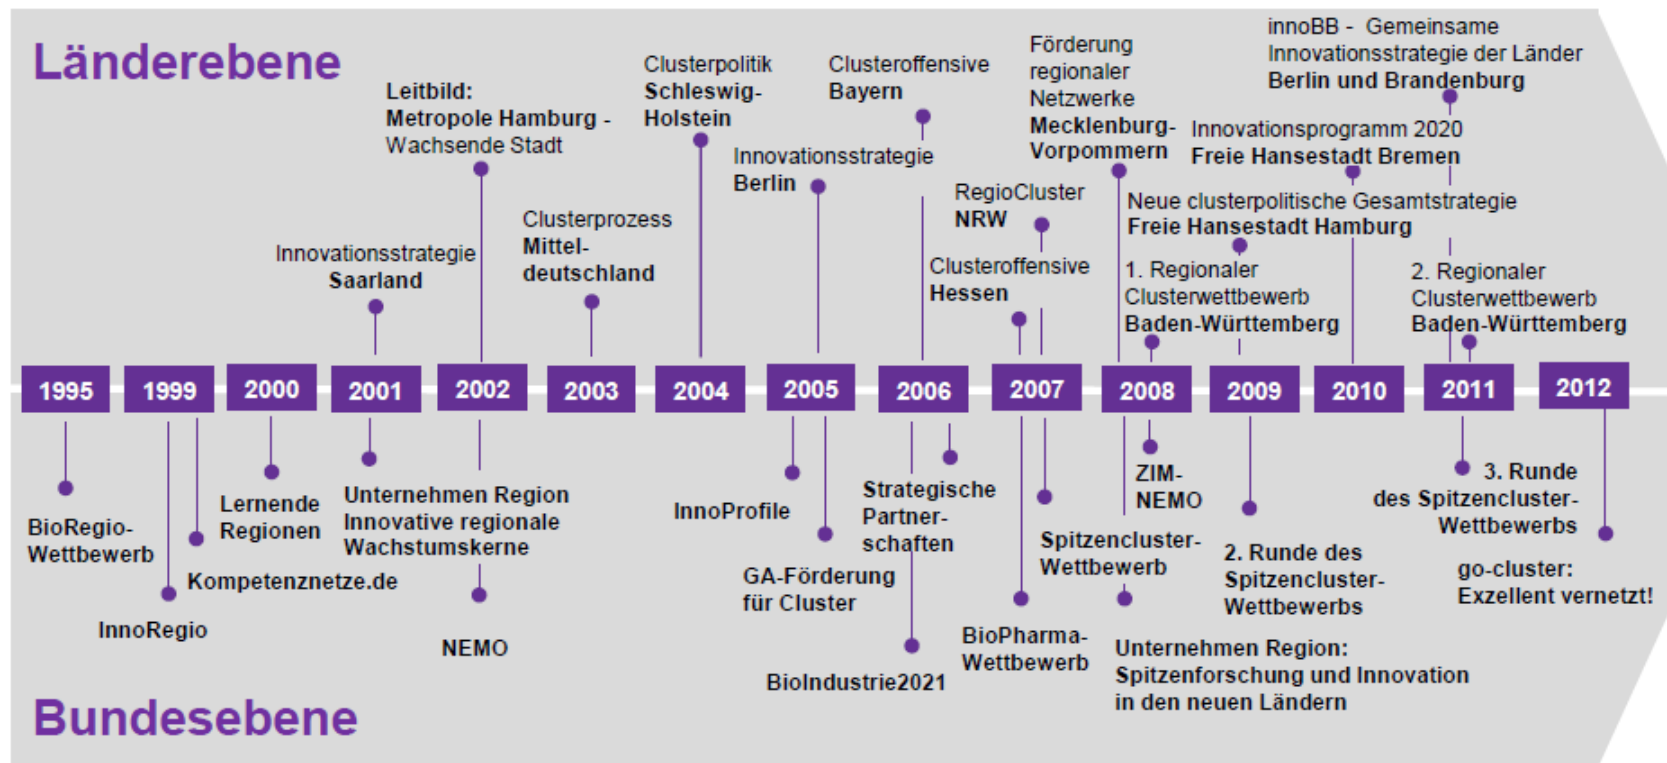 Länderebene
Leitbild:
Metropole Hamburg -
Wachsende Stadt
Clusterpolitik
Schleswig-
Holstein
Clusteroffensive
Bayern
Förderung
regionaler
Netzwerke
Mecklenburg-
Vorpommern
innoBB - Gemeinsame
Innovationsstrategie der Länder
Berlin und Brandenburg
Innovationsprogramm 2020
Freie Hansestadt Bremen
Innovationsstrategie
Berlin
RegioCluster
NRW
Neue clusterpolitische Gesamtstrategie
Freie Hansestadt Hamburg
Innovationsstrategie
Saarland
Clusterprozess
Mittel-
deutschland
Clusteroffensive
Hessen
1. Regionaler
Clusterwettbewerb
Baden-Württemberg
2. Regionaler
Clusterwettbewerb
Baden-Württemberg
1995
1999
2000
2001
2002
2003
2004
2005
2006
2007
2008
2009
2010
2011
2012
BioRegio-
Wettbewerb
InnoRegio
Kompetenznetze.de
Lernende
Regionen
Unternehmen Region
Innovative regionale
Wachstumskerne
NEMO
InnoProfile
GA-Förderung
für Cluster
BioIndustrie2021
Strategische
Partner-
schaften
BioPharma-
Wettbewerb
Spitzencluster-
Wettbewerb
ZIM-
NEMO
Unternehmen Region:
Spitzenforschung und Innovation
in den neuen Ländern
2. Runde des
Spitzencluster-
Wettbewerbs
3. Runde
des Spitzencluster-
Wettbewerbs
go-cluster:
Exzellent vernetzt!
Bundesebene